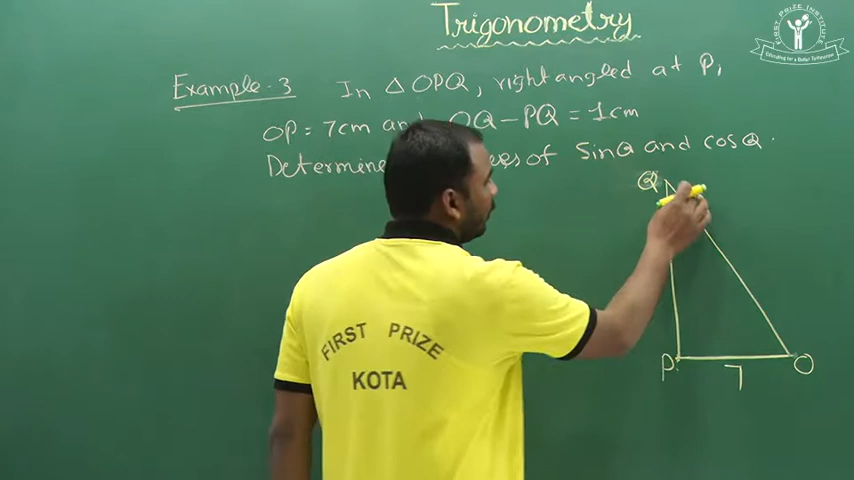 Trigonometry
FIRST PRIZE INSTITUTE
Educating for a Better Tomorrow
Example-3 In △ OPQ, right angled at P,
OP = 7cm and OQ - PQ = 1cm
Determine of sinQ and cosQ.
Q
P 7 O
FIRST PRIZE
KOTA